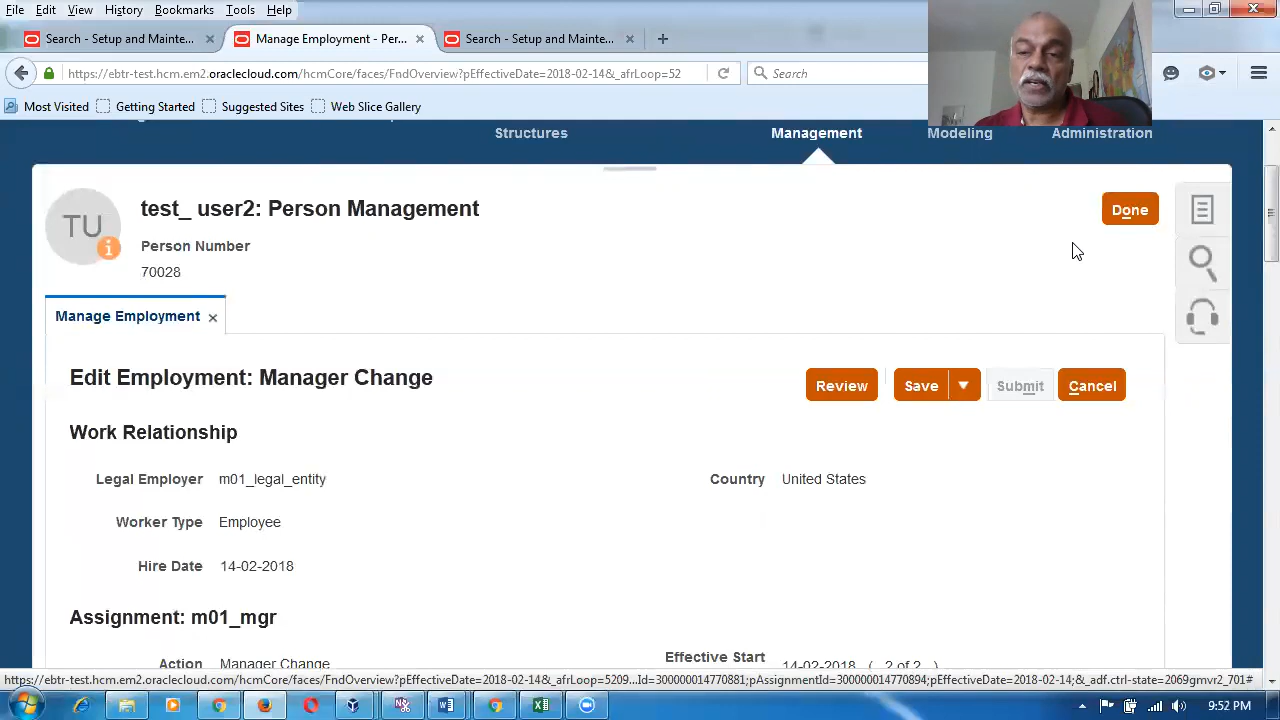 File Edit View History Bookmarks Tools Help
Search - Setup and Mainte... × Manage Employment - Per... × Search - Setup and Mainte... × +
https://ebtr-test.hcm.em2.oraclecloud.com/hcmCore/faces/FndOverview?pEffectiveDate=2018-02-14&_afrLoop=52 Search
Most Visited Getting Started Suggested Sites Web Slice Gallery
Structures Management Modeling Administration
TU
test_ user2: Person Management
Done
Person Number
70028
Manage Employment ×
Edit Employment: Manager Change
Review Save Submit Cancel
Work Relationship
Legal Employer m01_legal_entity Country United States
Worker Type Employee
Hire Date 14-02-2018
Assignment: m01_mgr
Action Manager Change Effective Start 14-02-2018 ( 2 of 2 )
https://ebtr-test.hcm.em2.oraclecloud.com/hcmCore/faces/FndOverview?pEffectiveDate=2018-02-14&_afrLoop=5209...Id=300000014770881;pAssignmentId=300000014770894;pEffectiveDate=2018-02-14;&_adf.ctrl-state=2069gmvr2_701#
9:52 PM